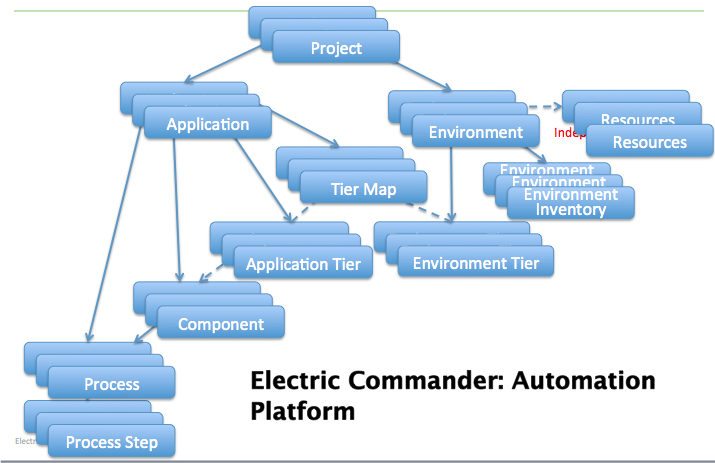 Project
Application
Environment
Resources
Resources
Tier Map
Environment
Environment
Environment
Inventory
Application Tier
Environment Tier
Component
Process
Process Step
Electric Commander: Automation
Platform